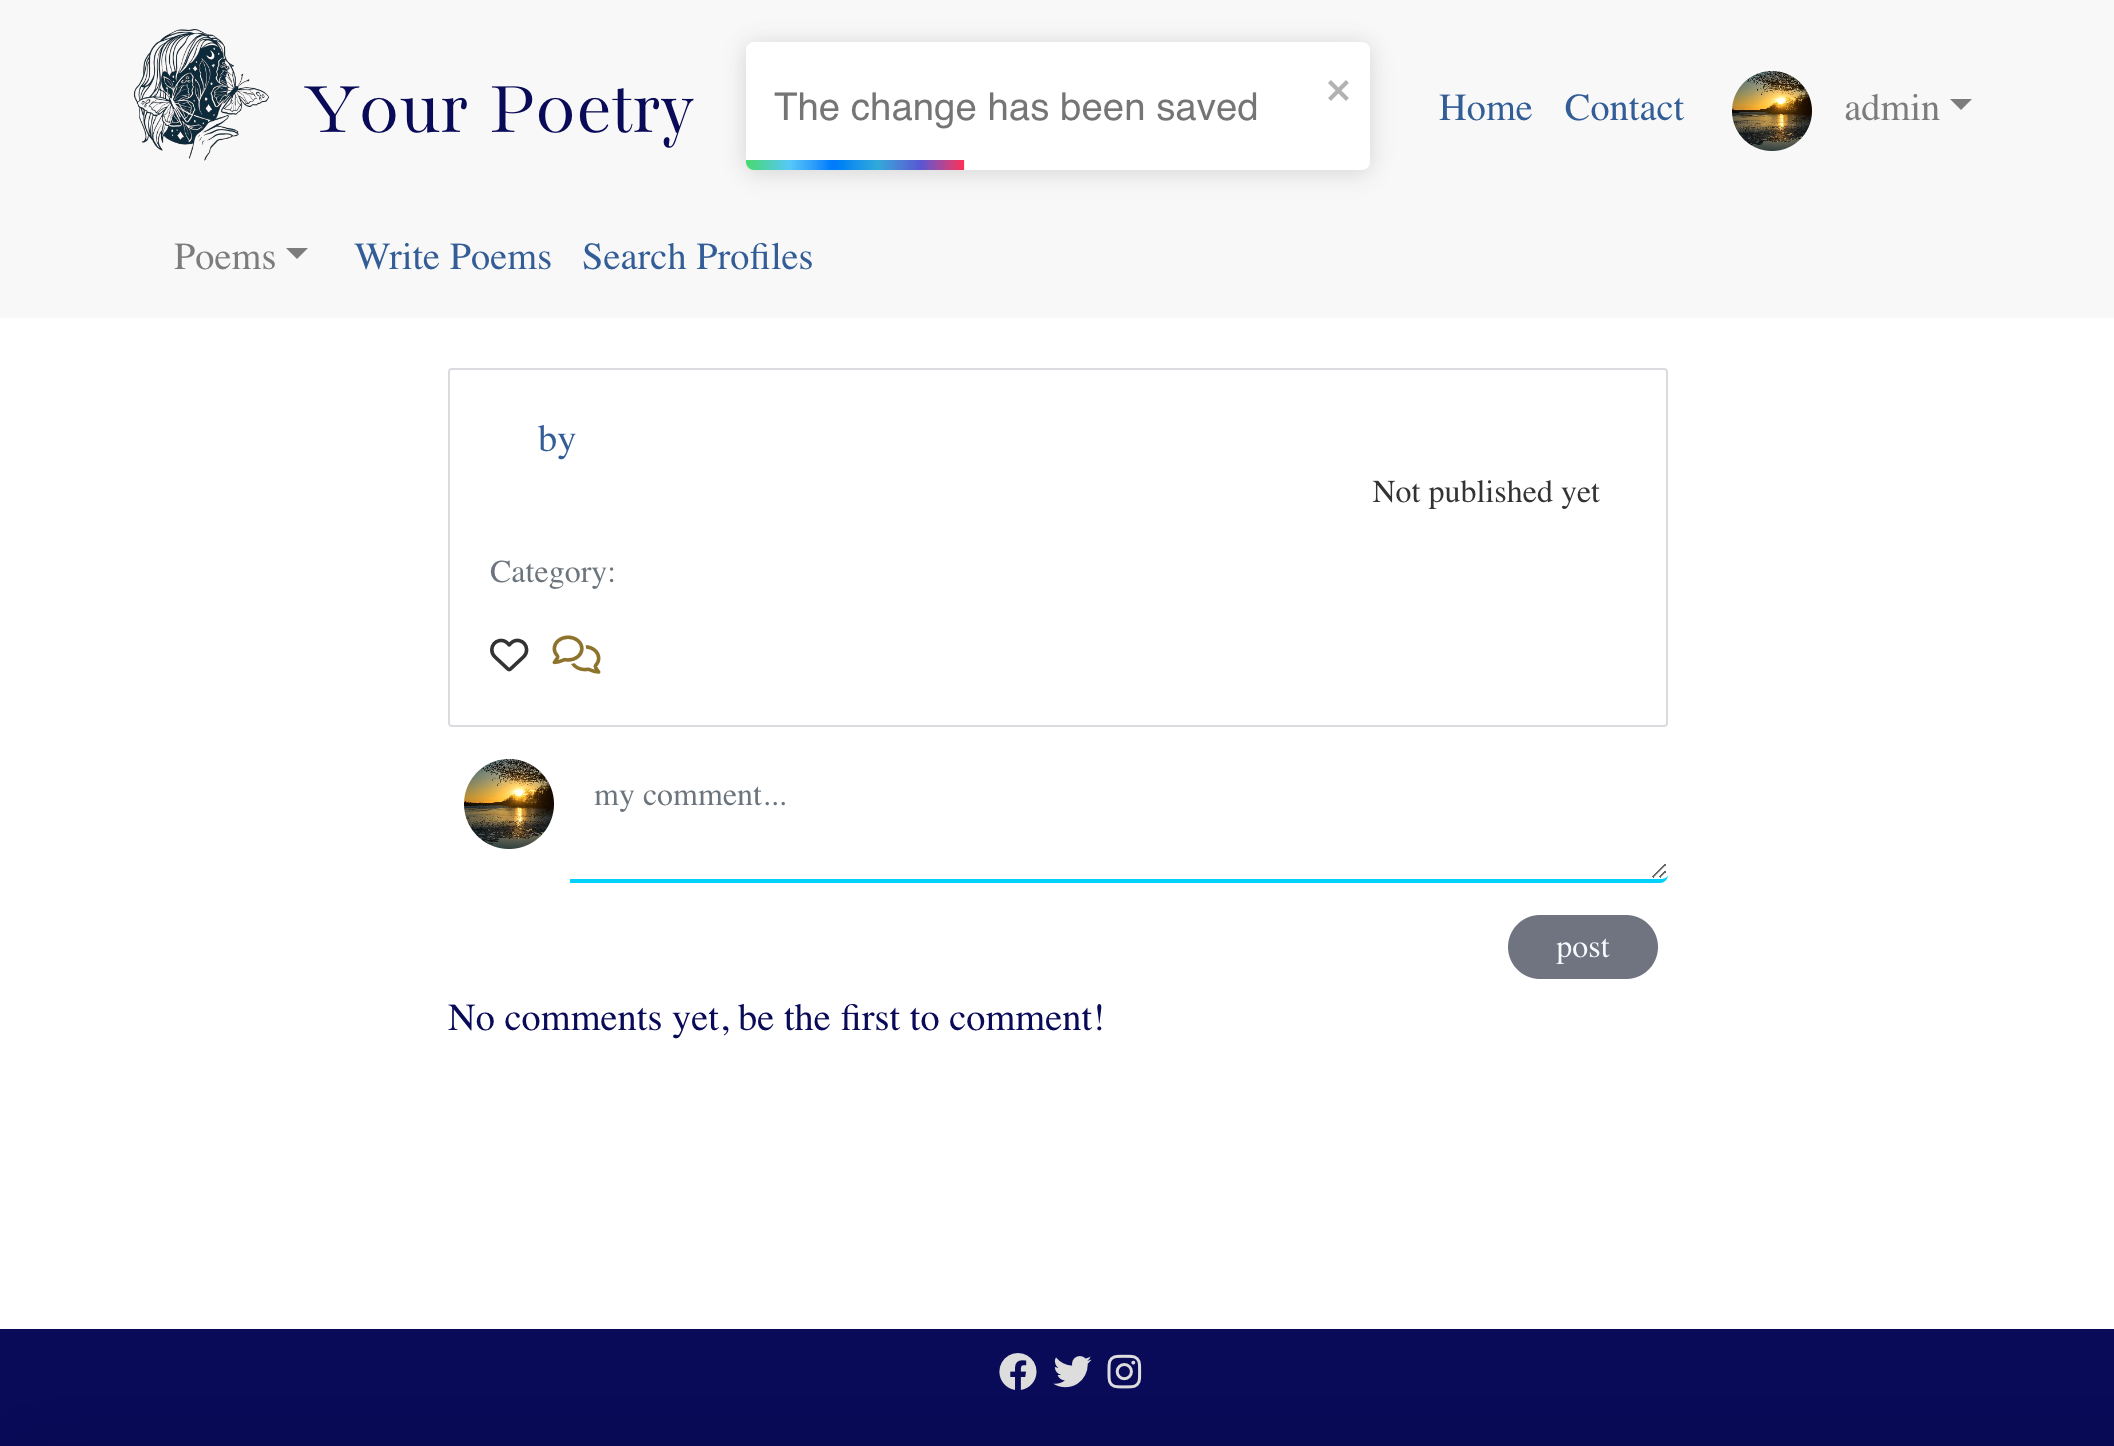 Your Poetry
The change has been saved
×
Home Contact admin
Poems Write Poems Search Profiles
by
Not published yet
Category:
my comment...
post
No comments yet, be the first to comment!